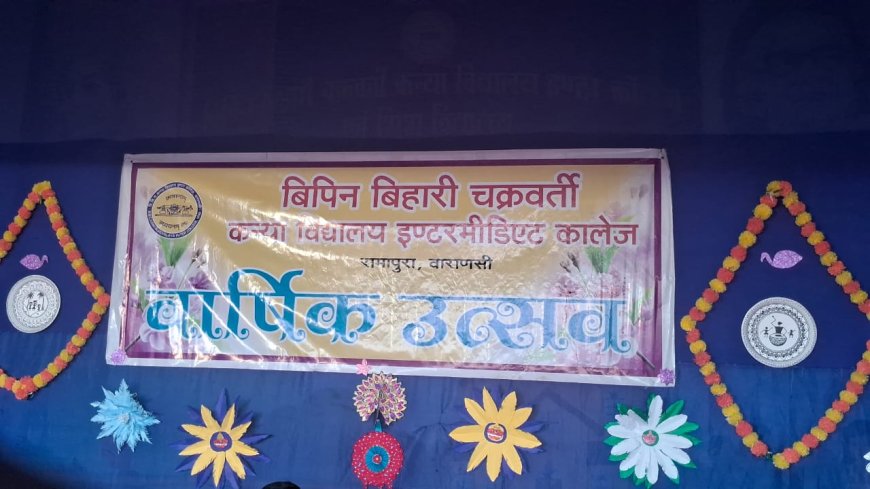 बिपिन बिहारी चक्रवर्ती
कन्या विद्यालय इण्टरमीडिएट कालेज
रामापुरा, वाराणसी
वार्षिक उत्सव